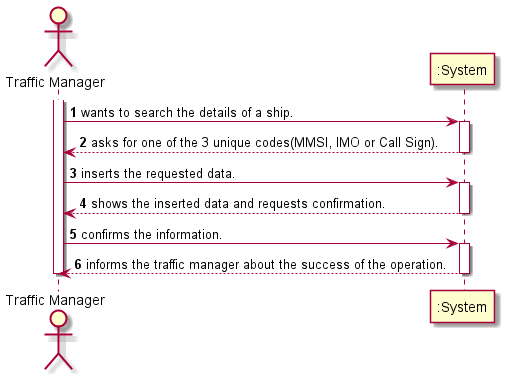 Traffic Manager
:System
1 wants to search the details of a ship.
2 asks for one of the 3 unique codes(MMSI, IMO or Call Sign).
3 inserts the requested data.
4 shows the inserted data and requests confirmation.
5 confirms the information.
6 informs the traffic manager about the success of the operation.
Traffic Manager
:System